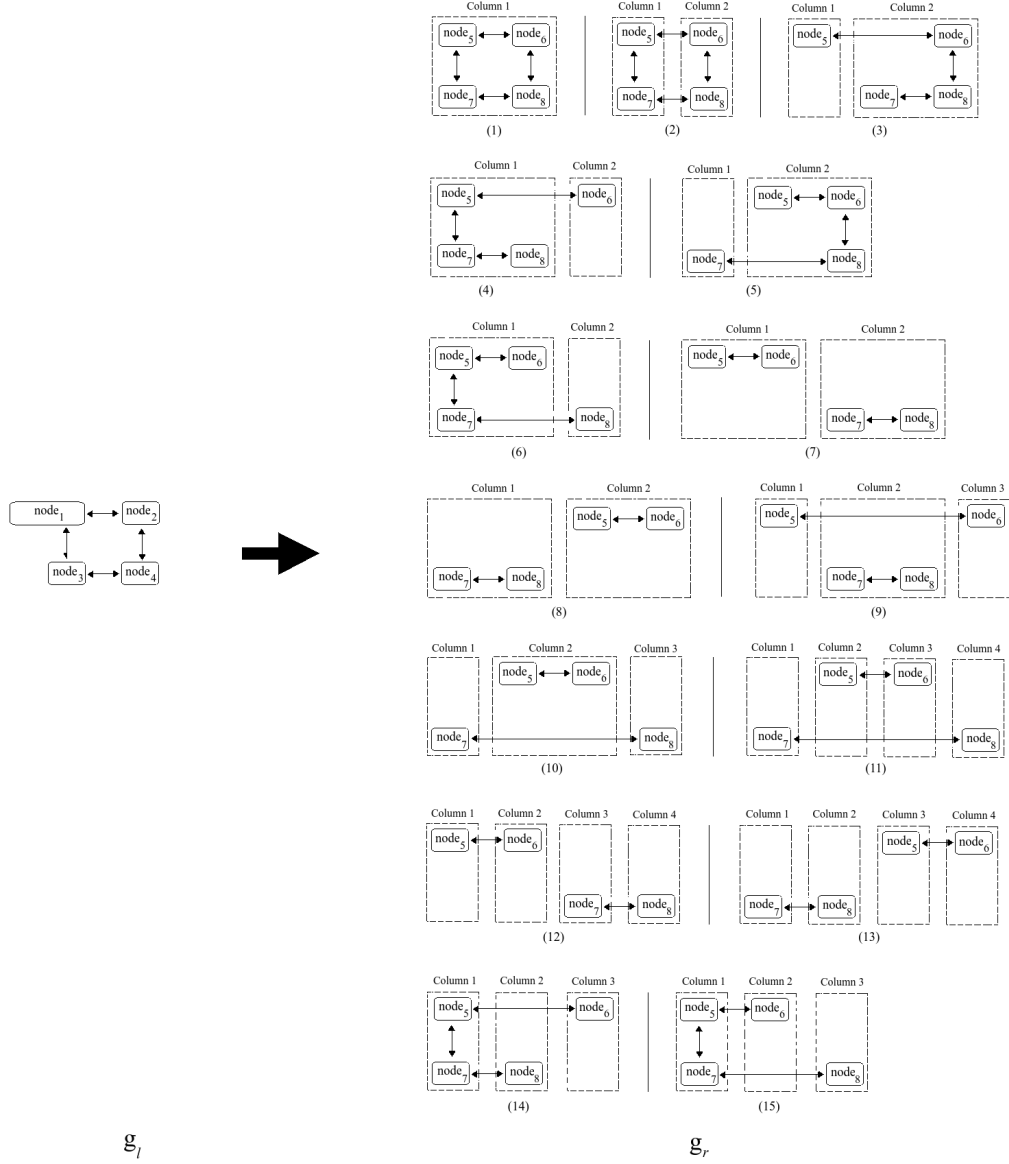 Column 1 Column 1 Column 2 Column 1 Column 2
node5 node6 node5 node6 node5 node6
node7 node8 node7 node8 node7 node8
(1) (2) (3)
Column 1 Column 2 Column 1 Column 2
node5 node6 node5 node6
node7 node8 node7 node8
(4) (5)
Column 1 Column 2 Column 1 Column 2
node5 node6 node5 node6
node7 node8 node7 node8
(6) (7)
Column 1 Column 2 Column 1 Column 2 Column 3
node1 node2 node5 node6 node5 node6
node3 node4 node7 node8 node7 node8
(8) (9)
Column 1 Column 2 Column 3 Column 1 Column 2 Column 3 Column 4
node5 node6 node5 node6
node7 node8 node7 node8
(10) (11)
Column 1 Column 2 Column 3 Column 4 Column 1 Column 2 Column 3 Column 4
node5 node6 node5 node6
node7 node8 node7 node8
(12) (13)
Column 1 Column 2 Column 3 Column 1 Column 2 Column 3
node5 node6 node5 node6
node7 node8 node7 node8
(14) (15)
gl gr